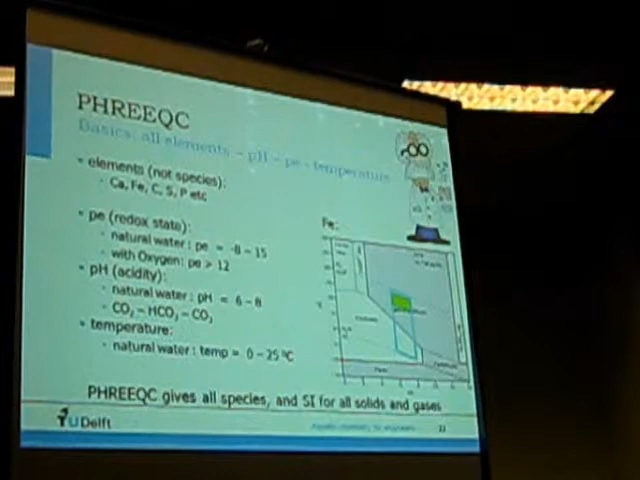 PHREEQC
Basics: all elements – pH – pe - temperature
- elements (not species):
- Ca, Fe, C, S, P etc
- pe (redox state):
- natural water : pe = -8 – 15
- with Oxygen: pe > 12
- pH (acidity):
- natural water : pH = 6 – 8
- CO₂ – HCO₃ – CO₃
- temperature:
- natural water : temp = 0 – 25 ºC
Fe:
PHREEQC gives all species, and SI for all solids and gases
TUDelft